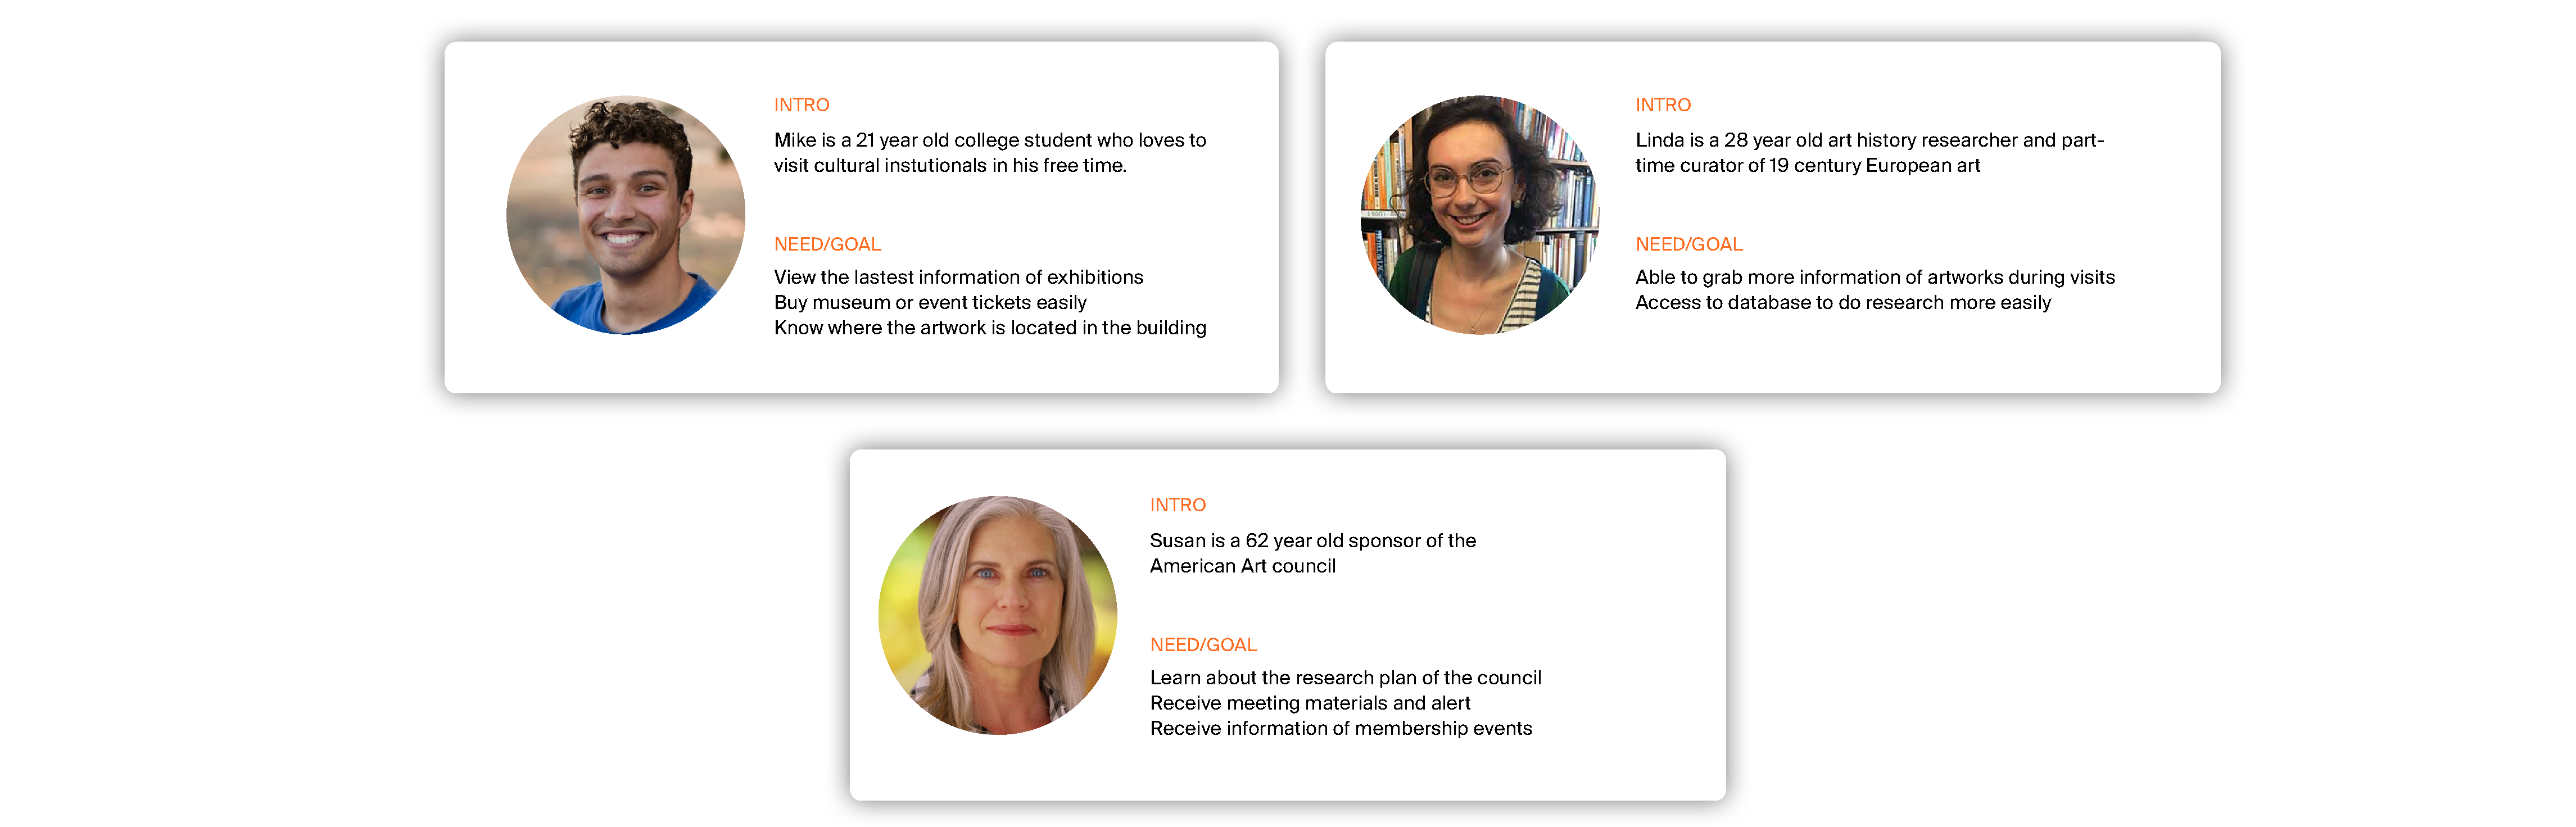 INTRO
Mike is a 21 year old college student who loves to
visit cultural instutionals in his free time.
NEED/GOAL
View the lastest information of exhibitions
Buy museum or event tickets easily
Know where the artwork is located in the building
INTRO
Linda is a 28 year old art history researcher and part-
time curator of 19 century European art
NEED/GOAL
Able to grab more information of artworks during visits
Access to database to do research more easily
INTRO
Susan is a 62 year old sponsor of the
American Art council
NEED/GOAL
Learn about the research plan of the council
Receive meeting materials and alert
Receive information of membership events